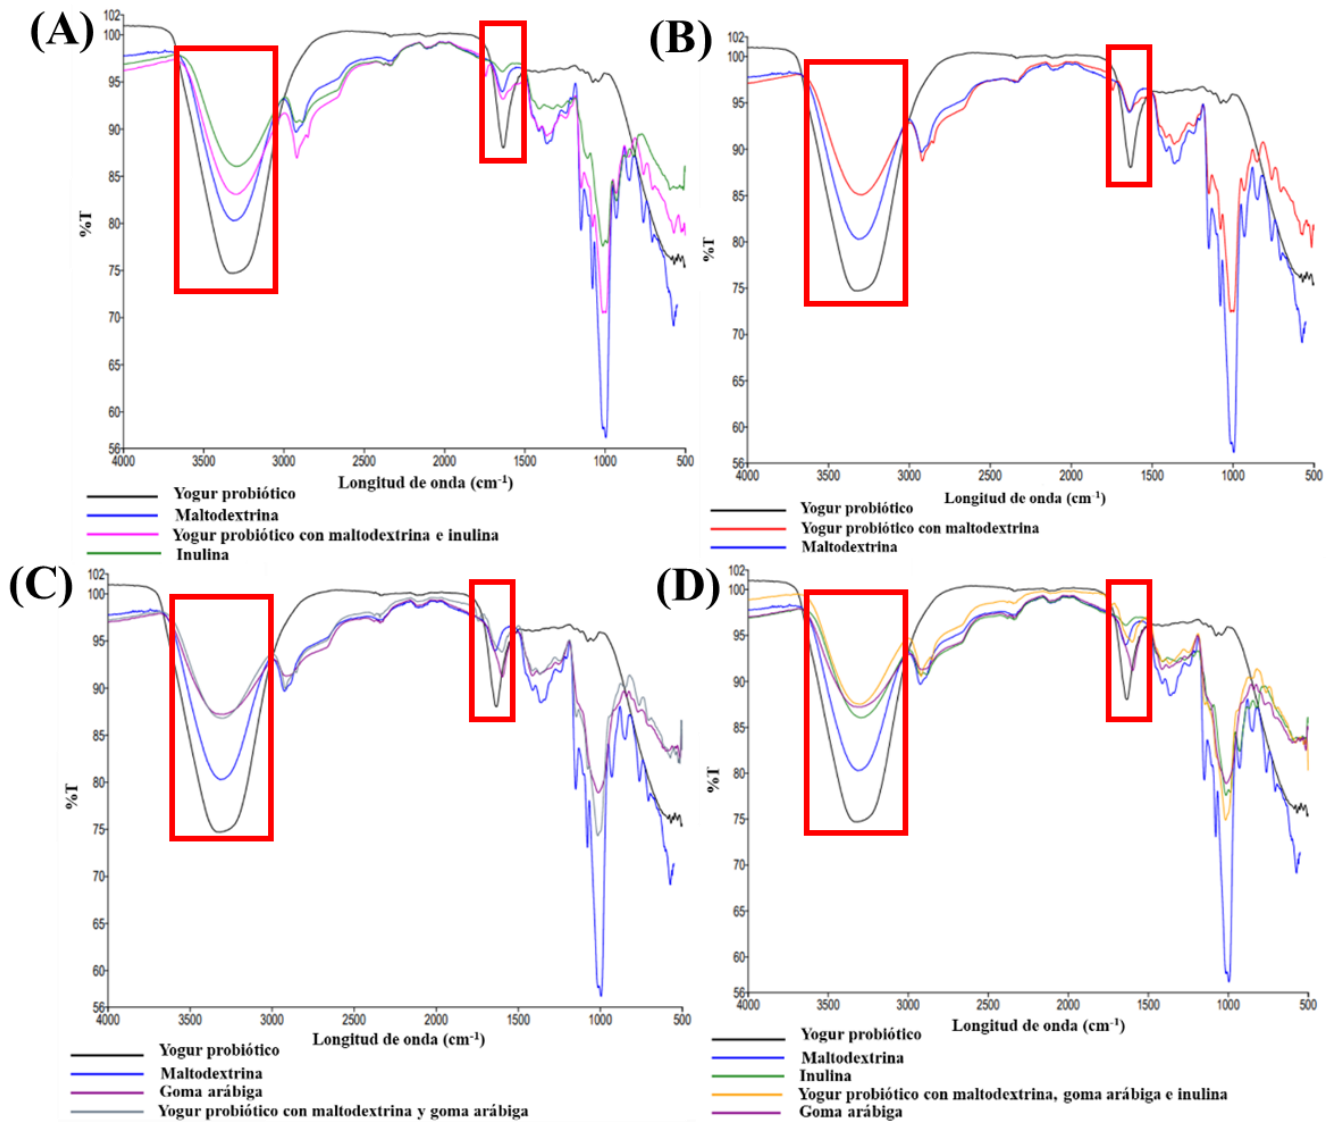 (A)
102
100
95
90
85
80
75
70
65
60
56
%T
4000
3500
3000
2500
2000
1500
1000
500
Longitud de onda (cm-1)
Yogur probiótico
Maltodextrina
Yogur probiótico con maltodextrina e inulina
Inulina
(B)
102
100
95
90
85
80
75
70
65
60
56
%T
4000
3500
3000
2500
2000
1500
1000
500
Longitud de onda (cm-1)
Yogur probiótico
Yogur probiótico con maltodextrina
Maltodextrina
(C)
102
100
95
90
85
80
75
70
65
60
56
%T
4000
3500
3000
2500
2000
1500
1000
500
Longitud de onda (cm-1)
Yogur probiótico
Maltodextrina
Goma arábiga
Yogur probiótico con maltodextrina y goma arábiga
(D)
102
100
95
90
85
80
75
70
65
60
56
%T
4000
3500
3000
2500
2000
1500
1000
500
Longitud de onda (cm-1)
Yogur probiótico
Maltodextrina
Inulina
Yogur probiótico con maltodextrina, goma arábiga e inulina
Goma arábiga